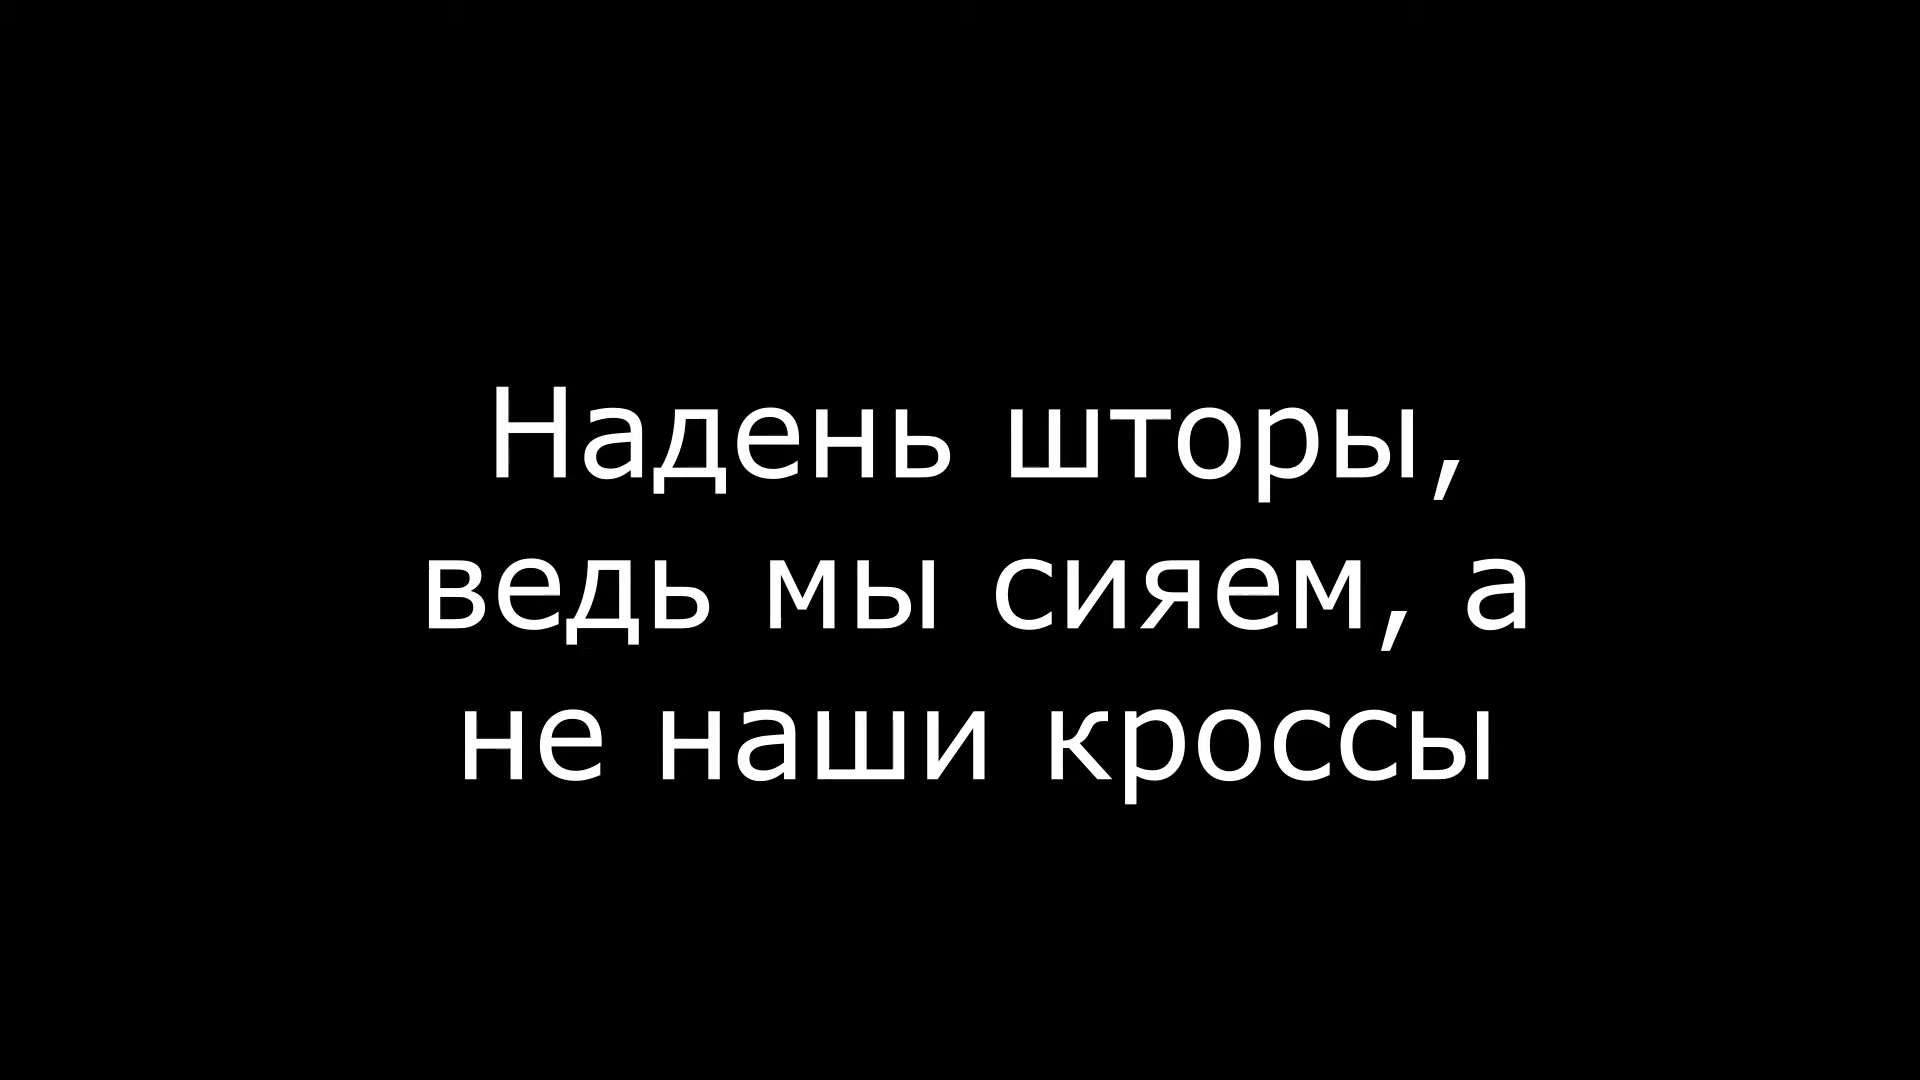 Надень шторы,
ведь мы сияем, а
не наши кроссы